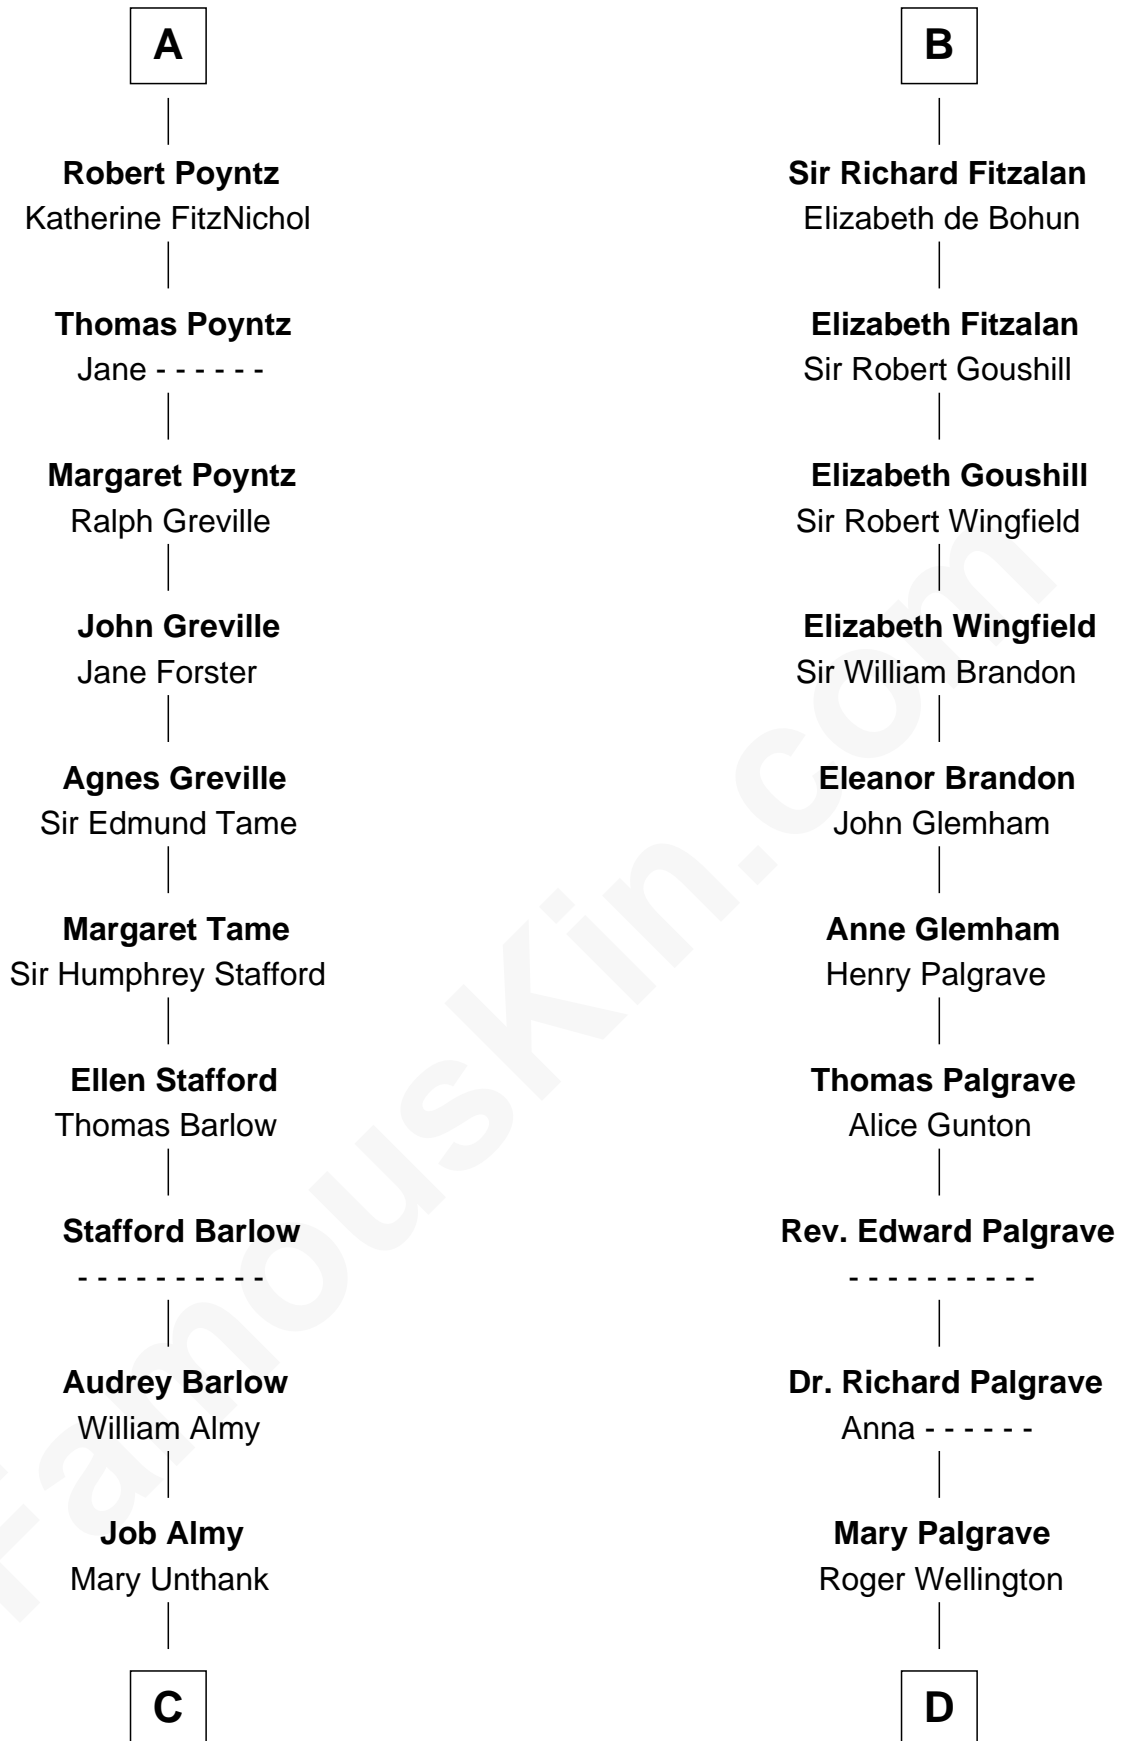 A
Robert Poyntz
Katherine FitzNichol
Thomas Poyntz
Jane - - - - - -
Margaret Poyntz
Ralph Greville
John Greville
Jane Forster
Agnes Greville
Sir Edmund Tame
Margaret Tame
Sir Humphrey Stafford
Ellen Stafford
Thomas Barlow
Stafford Barlow
- - - - - - - - - -
Audrey Barlow
William Almy
Job Almy
Mary Unthank
C
B
Sir Richard Fitzalan
Elizabeth de Bohun
Elizabeth Fitzalan
Sir Robert Goushill
Elizabeth Goushill
Sir Robert Wingfield
Elizabeth Wingfield
Sir William Brandon
Eleanor Brandon
John Glemham
Anne Glemham
Henry Palgrave
Thomas Palgrave
Alice Gunton
Rev. Edward Palgrave
- - - - - - - - - -
Dr. Richard Palgrave
Anna - - - - - -
Mary Palgrave
Roger Wellington
D
FamousKin.com